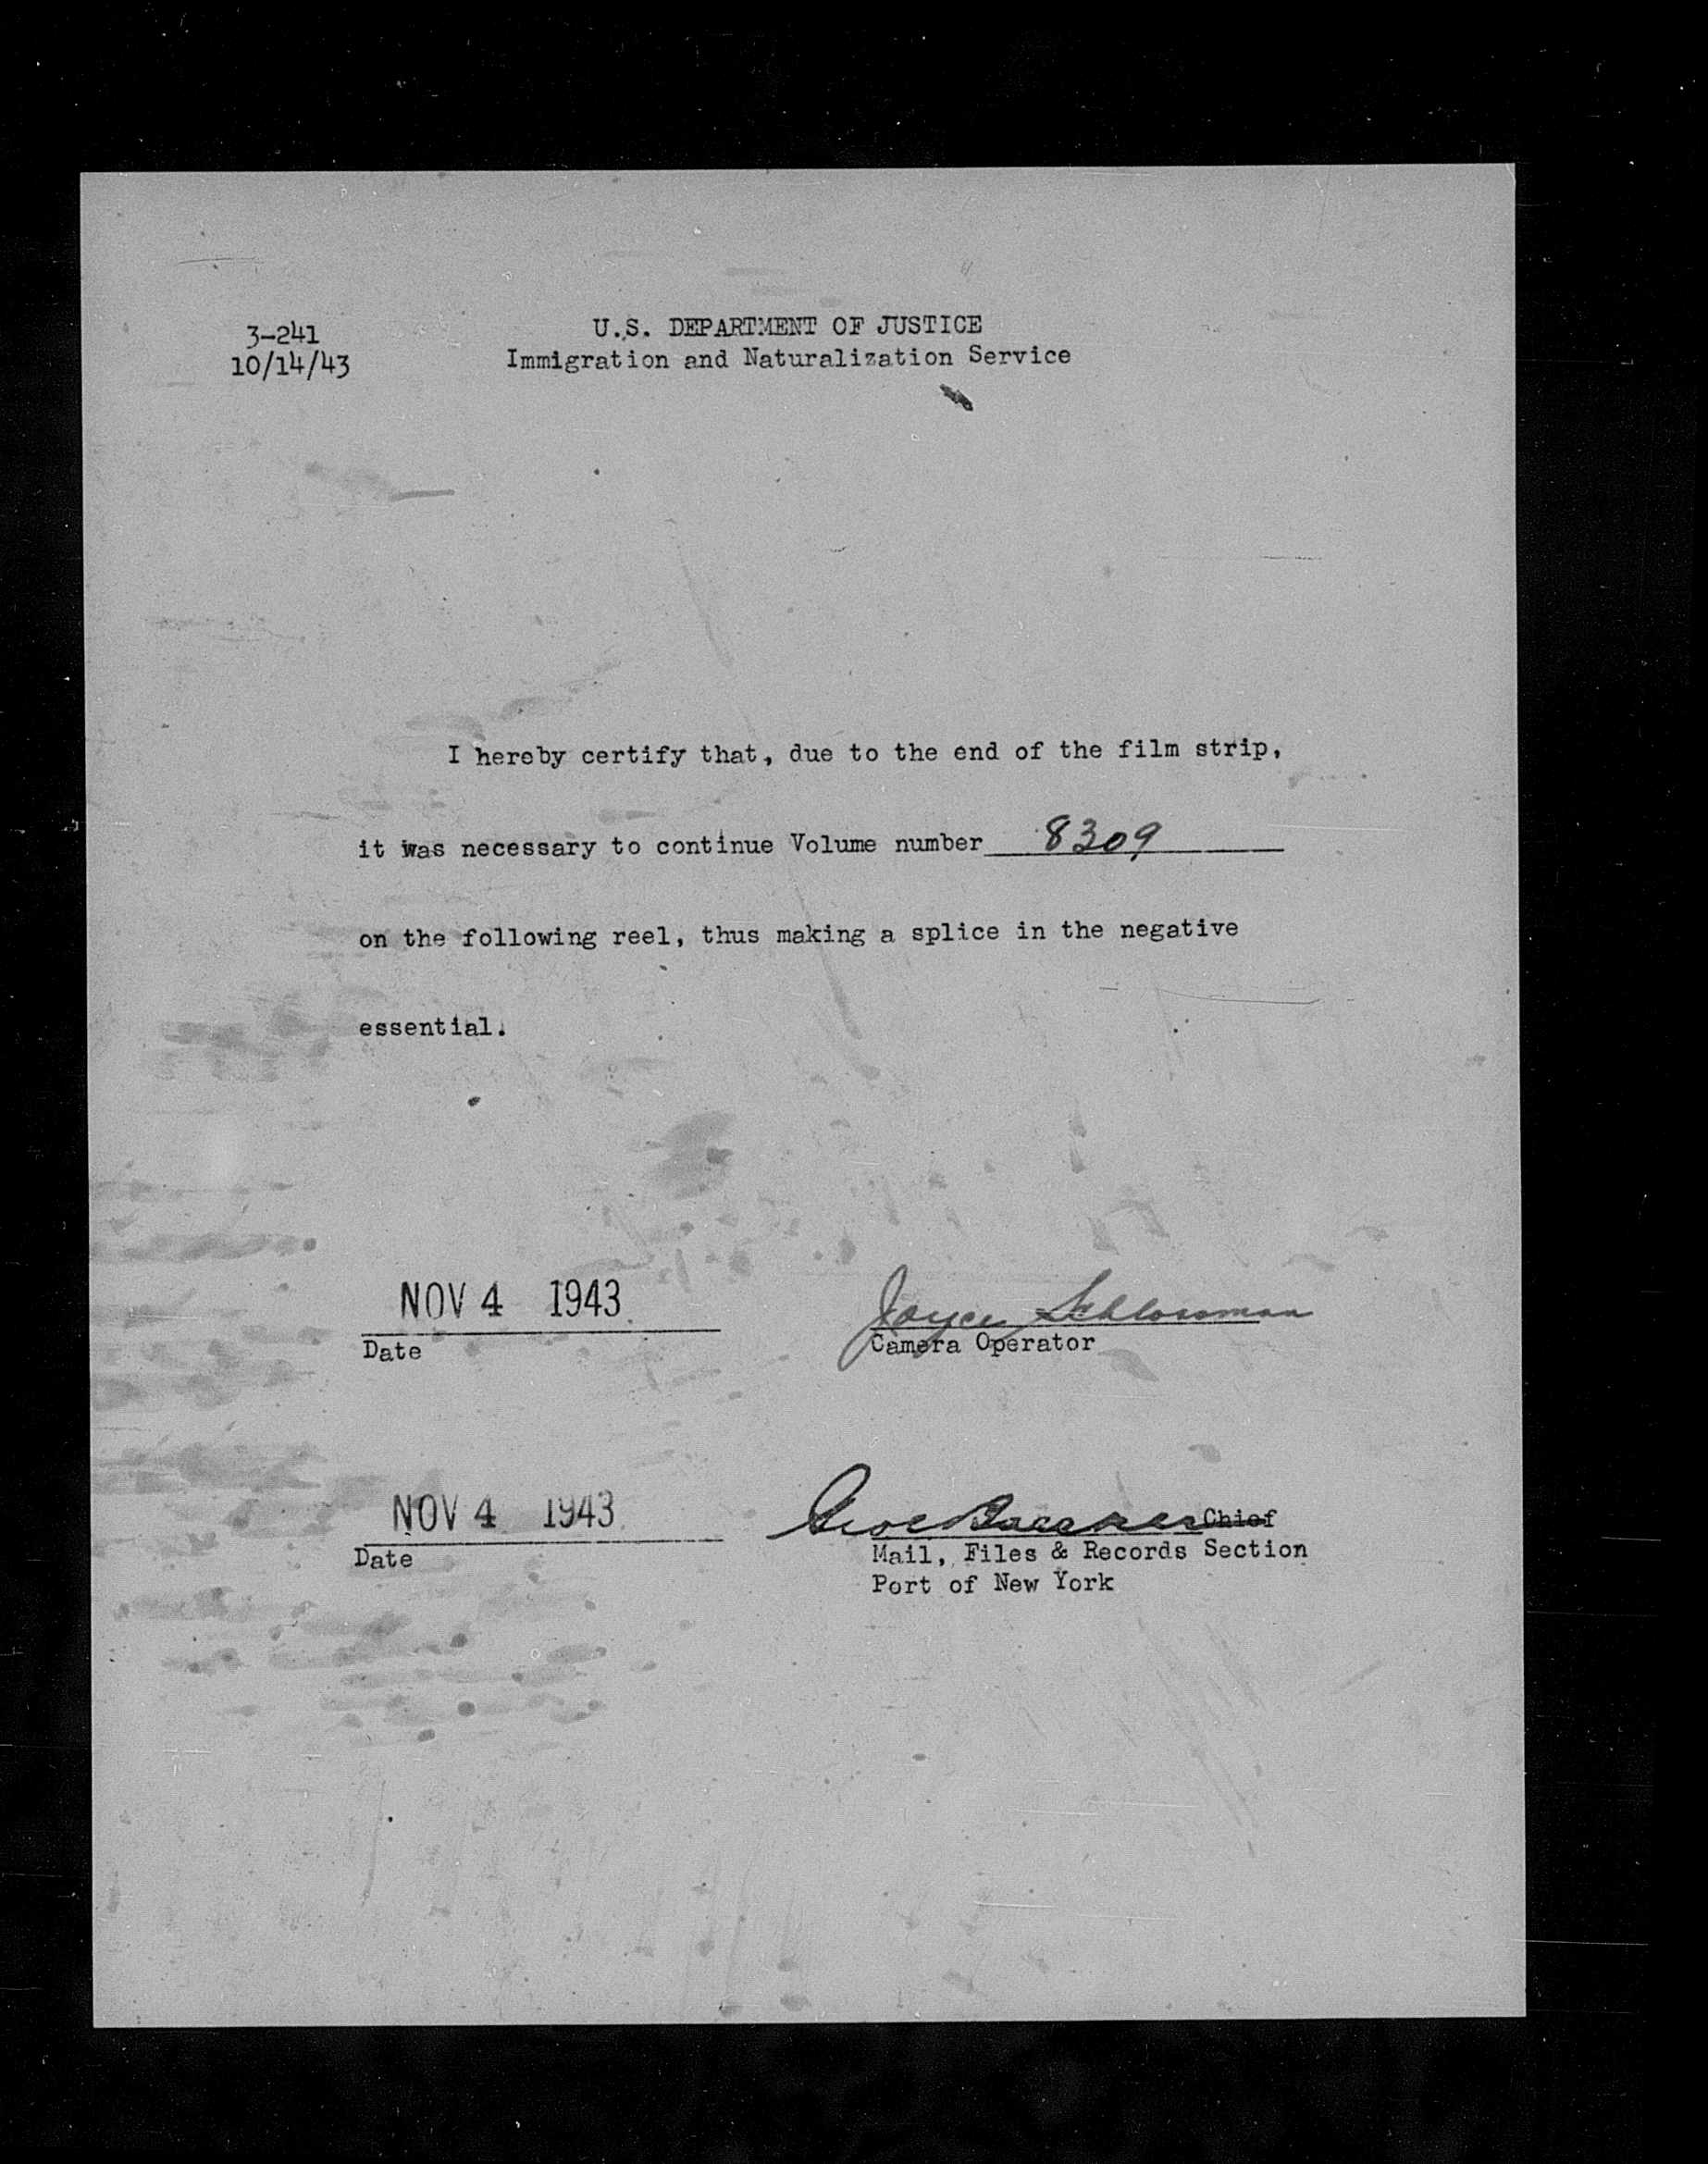 3-241
10/14/43
U.S. DEPARTMENT OF JUSTICE
Immigration and Naturalization Service
I hereby certify that, due to the end of the film strip,
it was necessary to continue Volume number 8309
on the following reel, thus making a splice in the negative
essential.
NOV 4 1943
Date
Joyce Schlossman
Camera Operator
NOV 4 1943
Date
Chief
Mail, Files & Records Section
Port of New York